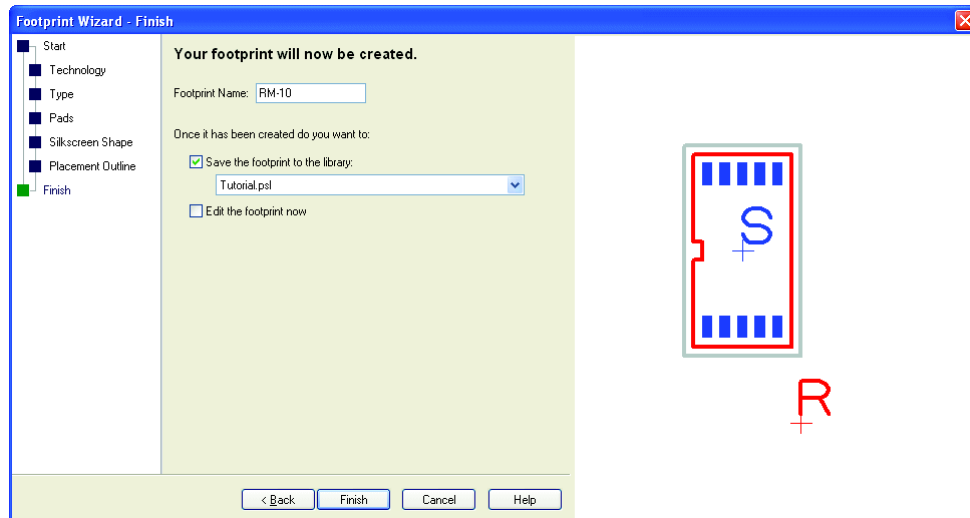 Footprint Wizard - Finish
Start
Technology
Type
Pads
Silkscreen Shape
Placement Outline
Finish
Your footprint will now be created.
Footprint Name: RM-10
Once it has been created do you want to:
Save the footprint to the library:
Tutorial.psl
Edit the footprint now
S
R
< Back Finish Cancel Help